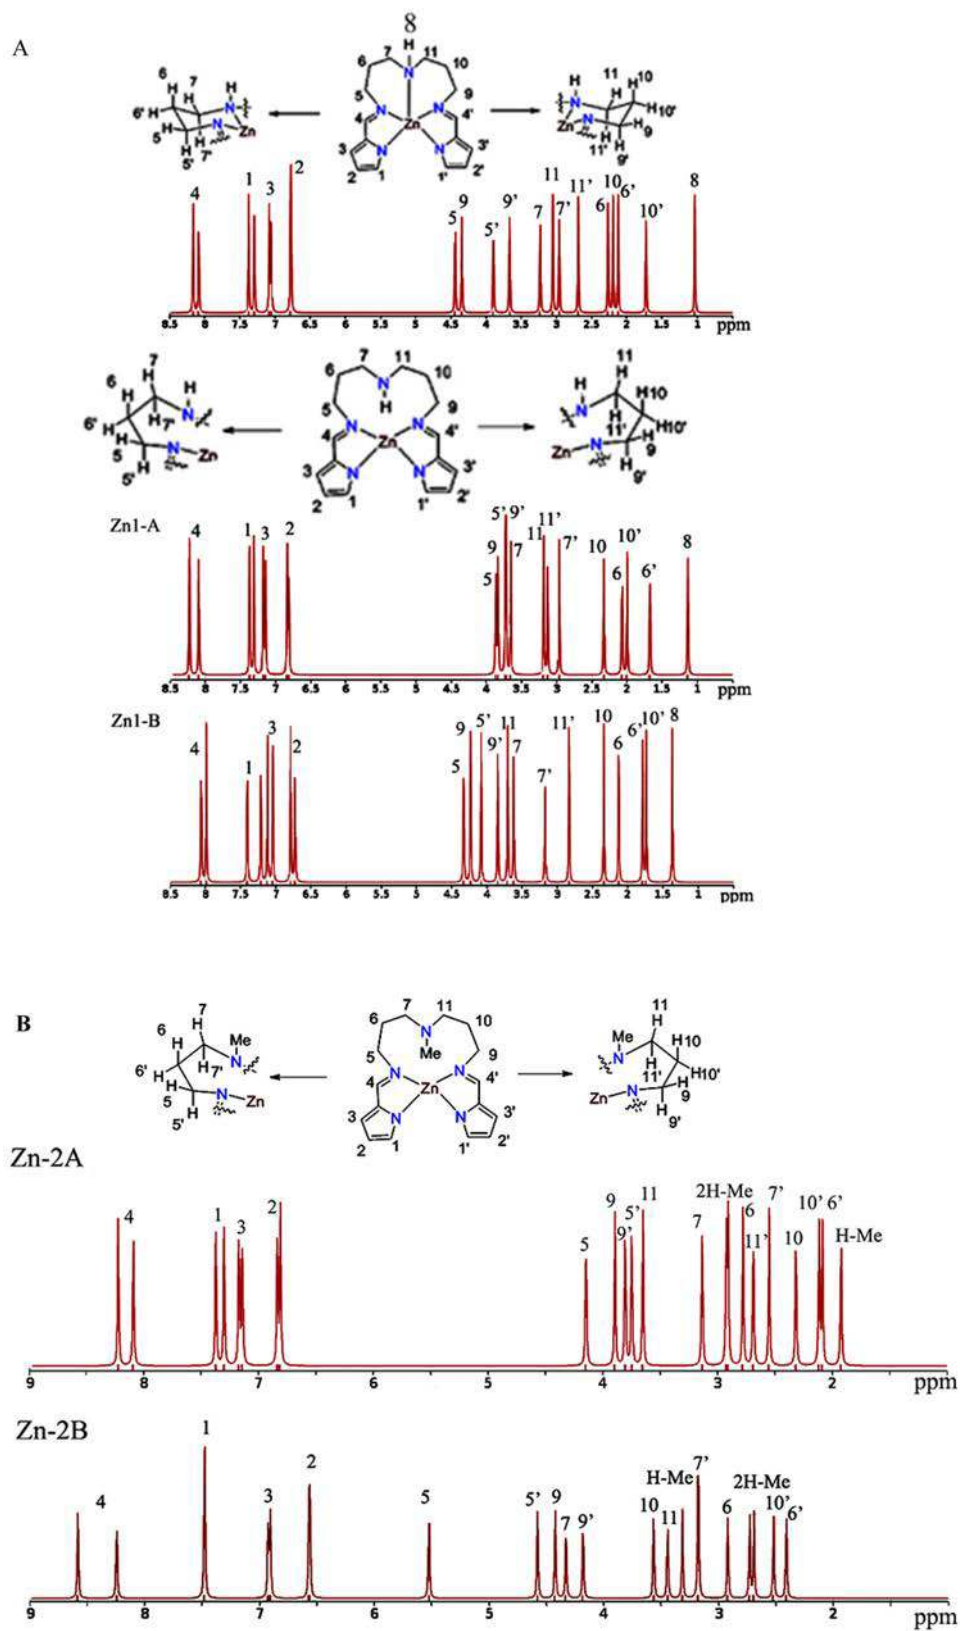 A
8
H
6 7 11 10
5 N 9
4 N Zn N 4'
3 N N 3'
2 1 1' 2'
6 7
H H H
6' H N
5 H N Zn
H H
5' 7'
11 10
H H H
N H 10'
Zn N H 9
H H
11' 9'
4 1 3 2 5 9 5' 9' 7 11 7' 11' 6 10 6' 10' 8
8.5 8 7.5 7 6.5 6 5.5 5 4.5 4 3.5 3 2.5 2 1.5 1 ppm
7 11
6 N 10
5 H 9
4 N Zn N 4'
3 N N 3'
2 1 1' 2'
7
6 H H
H H N
6' H 7'
H N Zn
5 H
5'
11
H H
N H H10
11' H10'
Zn N H
H 9
9'
Zn1-A
4 1 3 2 5 9 5' 9' 7 11 11' 7' 10 6 10' 6' 8
8.5 8 7.5 7 6.5 6 5.5 5 4.5 4 3.5 3 2.5 2 1.5 1 ppm
Zn1-B
4 1 3 2 5 9 5' 9' 11 7 7' 11' 10 6 6' 10' 8
8.5 8 7.5 7 6.5 6 5.5 5 4.5 4 3.5 3 2.5 2 1.5 1 ppm
B
7 11
6 N 10
5 Me 9
4 N Zn N 4'
3 N N 3'
2 1 1' 2'
7
6 H Me
H H N
6' H 7'
H N Zn
5 H
5'
11
Me H
N H H10
11' H10'
Zn N H
H 9
9'
Zn-2A
4 1 3 2 5 9 9' 5' 11 7 2H-Me 6 11' 7' 10 10' 6' H-Me
9 8 7 6 5 4 3 2 ppm
Zn-2B
4 1 3 2 5 5' 9 7 9' 10 11 H-Me 7' 6 2H-Me 10' 6'
9 8 7 6 5 4 3 2 ppm